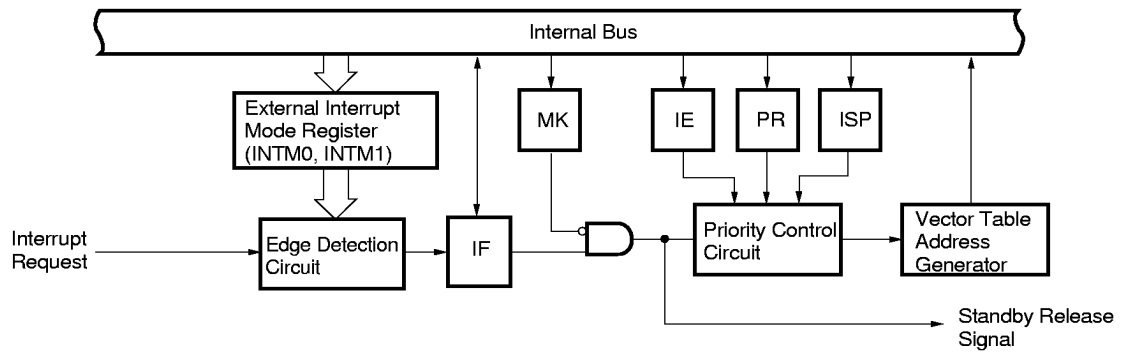 Internal Bus
External Interrupt
Mode Register
(INTM0, INTM1)
MK
IE
PR
ISP
Interrupt
Request
Edge Detection
Circuit
IF
Priority Control
Circuit
Vector Table
Address
Generator
Standby Release
Signal